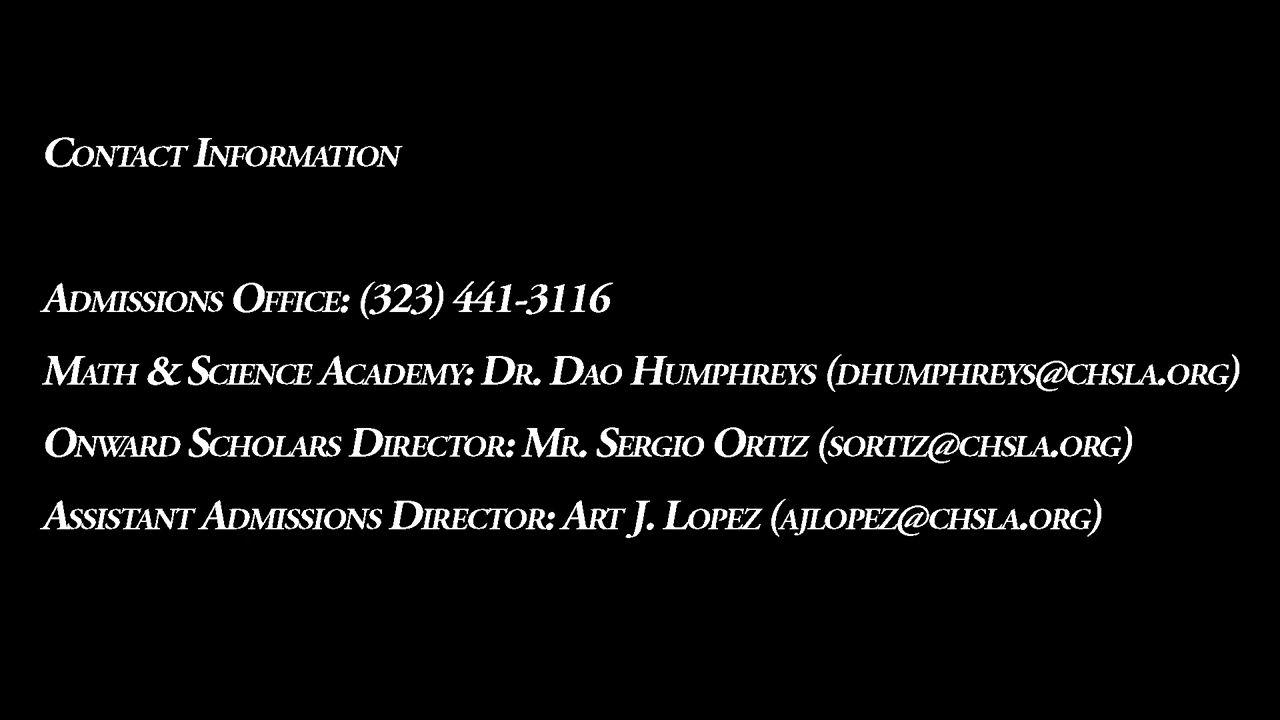 Contact Information
Admissions Office: (323) 441-3116
Math & Science Academy: Dr. Dao Humphreys (dhumphreys@chsla.org)
Onward Scholars Director: Mr. Sergio Ortiz (sortiz@chsla.org)
Assistant Admissions Director: Art J. Lopez (ajlopez@chsla.org)